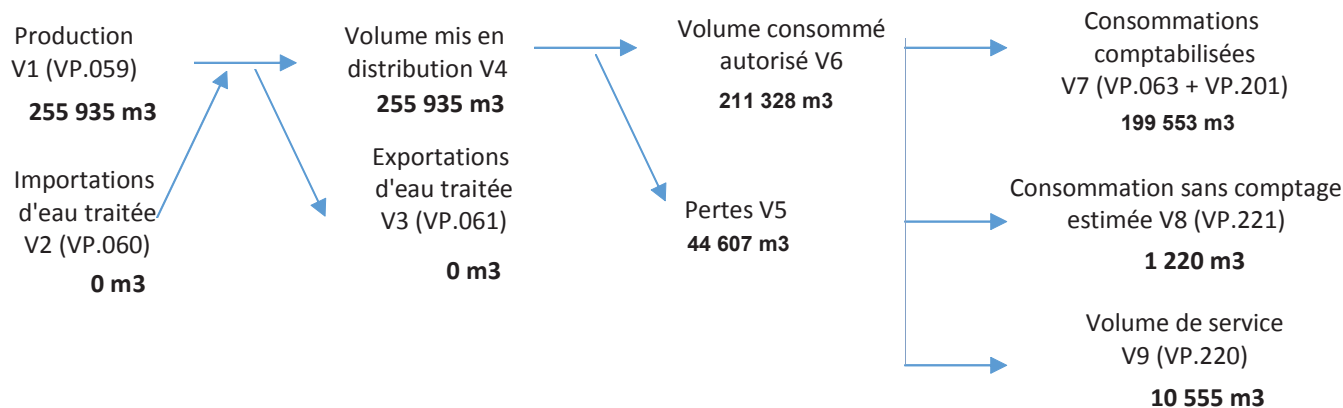 Production
V1 (VP.059)
255 935 m3
Importations
d'eau traitée
V2 (VP.060)
0 m3
Volume mis en
distribution V4
255 935 m3
Exportations
d'eau traitée
V3 (VP.061)
0 m3
Volume consommé
autorisé V6
211 328 m3
Pertes V5
44 607 m3
Consommations
comptabilisées
V7 (VP.063 + VP.201)
199 553 m3
Consommation sans comptage
estimée V8 (VP.221)
1 220 m3
Volume de service
V9 (VP.220)
10 555 m3